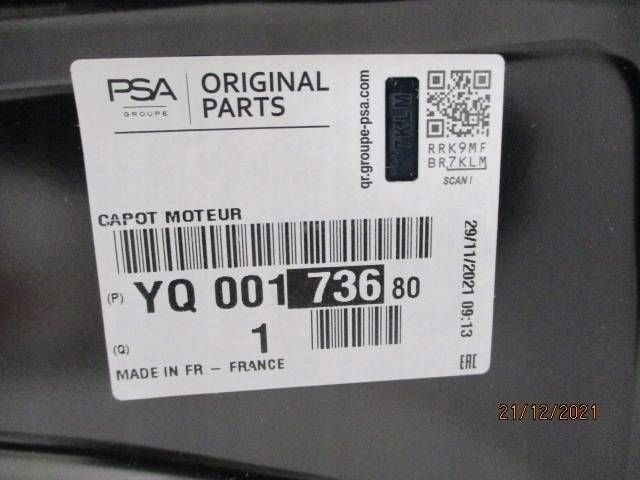 PSA
GROUPE
ORIGINAL
PARTS
qr.groupe-psa.com
7KLM
RRK9MF
BR7KLM
SCAN !
CAPOT MOTEUR
(P) YQ 001 736 80
(Q) 1
MADE IN FR - FRANCE
29/11/2021 09:13
EAC
21/12/2021